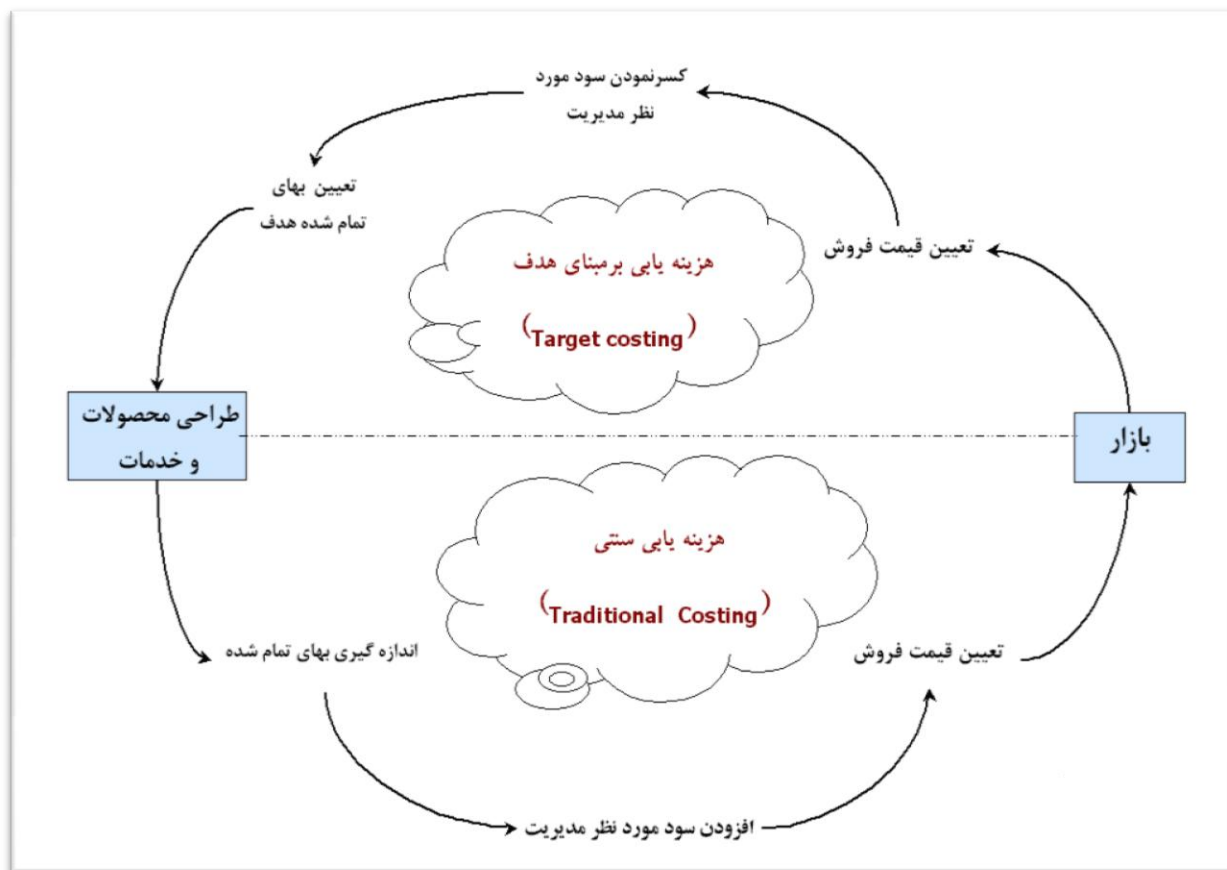 کسرنمودن سود مورد
نظر مدیریت
تعیین بهای
تمام شده هدف
تعیین قیمت فروش
هزینه یابی برمبنای هدف
(Target costing)
طراحی محصولات
و خدمات
بازار
هزینه یابی سنتی
(Traditional Costing)
اندازه گیری بهای تمام شده
تعیین قیمت فروش
افزودن سود مورد نظر مدیریت